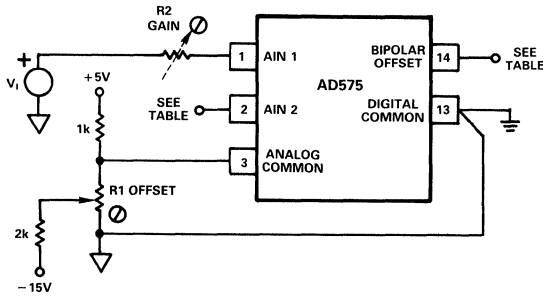 R2
GAIN
+
V₁
+5V
1k
R1 OFFSET
2k
−15V
1
AIN 1
SEE
TABLE
2
AIN 2
3
ANALOG
COMMON
AD575
BIPOLAR
OFFSET
14
SEE
TABLE
DIGITAL
COMMON
13